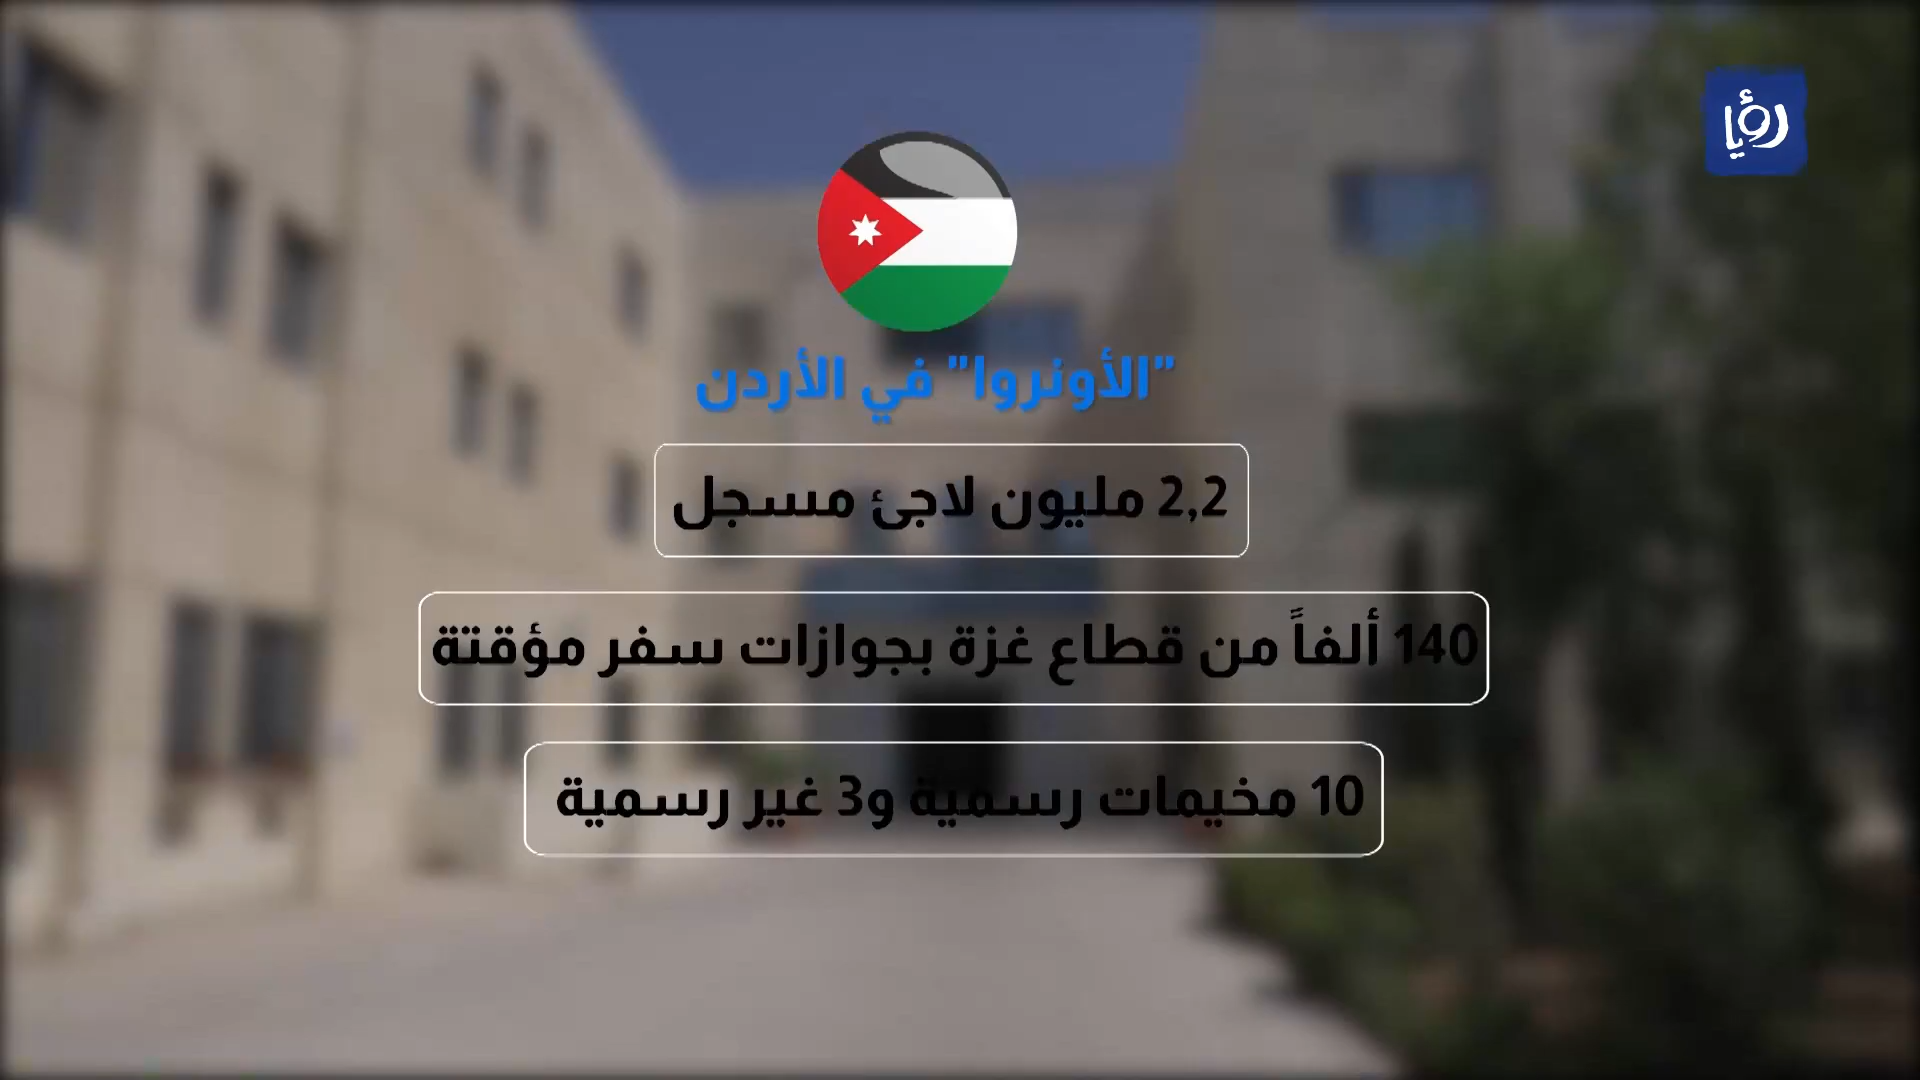 رؤيا
"الأونروا" في الأردن
2,2 مليون لاجئ مسجل
140 ألفاً من قطاع غزة بجوازات سفر مؤقتة
10 مخيمات رسمية و3 غير رسمية